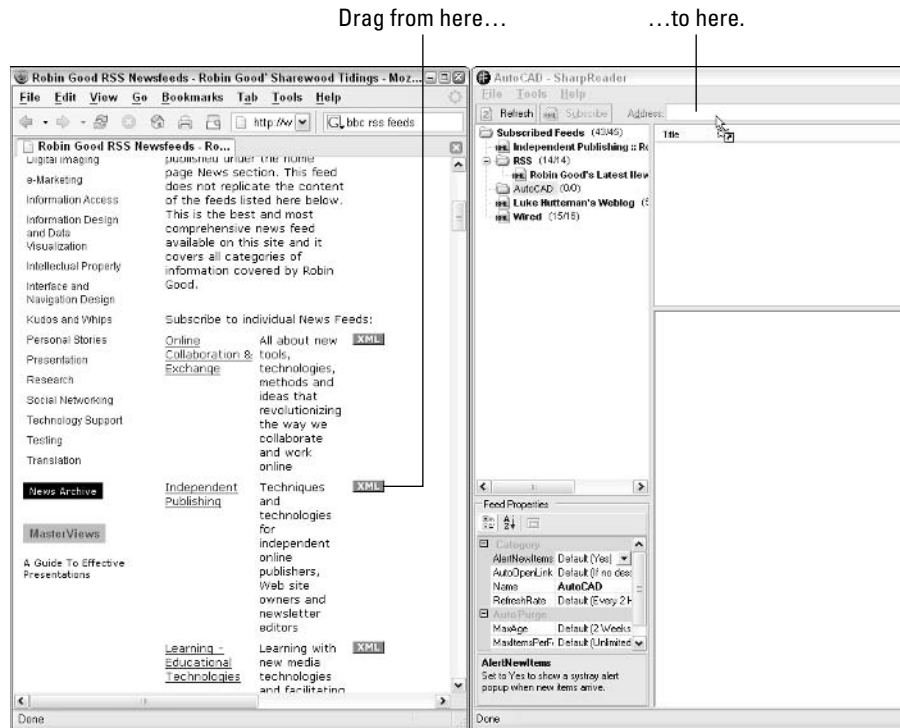 Drag from here…
…to here.
Robin Good RSS Newsfeeds - Robin Good' Sharewood Tidings - Moz...
File Edit View Go Bookmarks Tab Tools Help
http://w
G, bbc rss feeds
Robin Good RSS Newsfeeds - Ro...
Digital Imaging
e-Marketing
Information Access
Information Design
and Data
Visualization
Intellectual Property
Interface and
Navigation Design
Kudos and Whips
Personal Stories
Presentation
Research
Social Networking
Technology Support
Testing
Translation
News Archive
MasterViews
A Guide To Effective
Presentations
published under the home
page News section. This feed
does not replicate the content
of the feeds listed here below.
This is the best and most
comprehensive news feed
available on this site and it
covers all categories of
information covered by Robin
Good.
Subscribe to individual News Feeds:
Online
Collaboration &
Exchange
All about new
tools,
technologies,
methods and
ideas that
revolutionizing
the way we
collaborate
and work
online
XML
Independent
Publishing
Techniques
and
technologies
for
independent
online
publishers,
Web site
owners and
newsletter
editors
XML
Learning -
Educational
Technologies
Learning with
new media
technologies
and facilitating
XML
Done
AutoCAD - SharpReader
File Tools Help
Refresh XML Subscribe Address:
Subscribed Feeds (43/45)
XML Independent Publishing :: Ro
RSS (14/14)
XML Robin Good's Latest New
AutoCAD (0/0)
XML Luke Hutteman's Weblog (5
XML Wired (15/16)
Title
Feed Properties
Category
AlertNewItems Default (Yes)
AutoOpenLink Default (If no desc
Name AutoCAD
RefreshRate Default (Every 2 H
AutoPurge
MaxAge Default (2 Weeks
MaxItemsPerF Default (Unlimited
AlertNewItems
Set to Yes to show a systray alert
popup when new items arrive.
Done